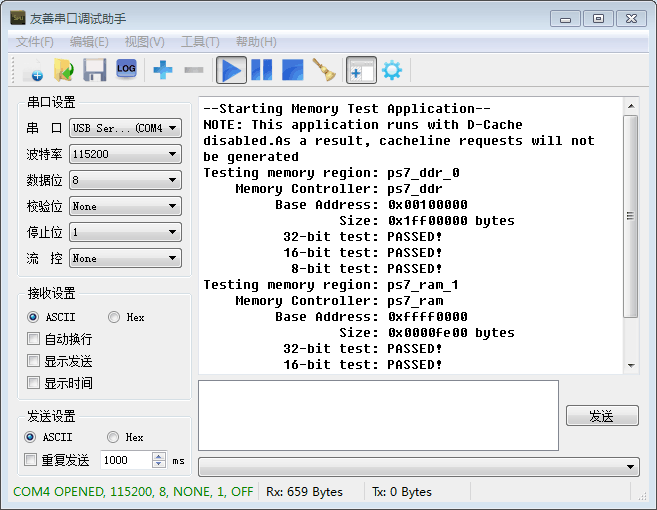 友善串口调试助手
文件(F) 编辑(E) 视图(V) 工具(T) 帮助(H)
LOG
串口设置
串 口 USB Ser...(COM4
波特率 115200
数据位 8
校验位 None
停止位 1
流 控 None
接收设置
ASCII Hex
自动换行
显示发送
显示时间
发送设置
ASCII Hex
重复发送 1000 ms
--Starting Memory Test Application--
NOTE: This application runs with D-Cache
disabled.As a result, cacheline requests will not
be generated
Testing memory region: ps7_ddr_0
Memory Controller: ps7_ddr
Base Address: 0x00100000
Size: 0x1ff00000 bytes
32-bit test: PASSED!
16-bit test: PASSED!
8-bit test: PASSED!
Testing memory region: ps7_ram_1
Memory Controller: ps7_ram
Base Address: 0xffff0000
Size: 0x0000fe00 bytes
32-bit test: PASSED!
16-bit test: PASSED!
发送
COM4 OPENED, 115200, 8, NONE, 1, OFF Rx: 659 Bytes Tx: 0 Bytes